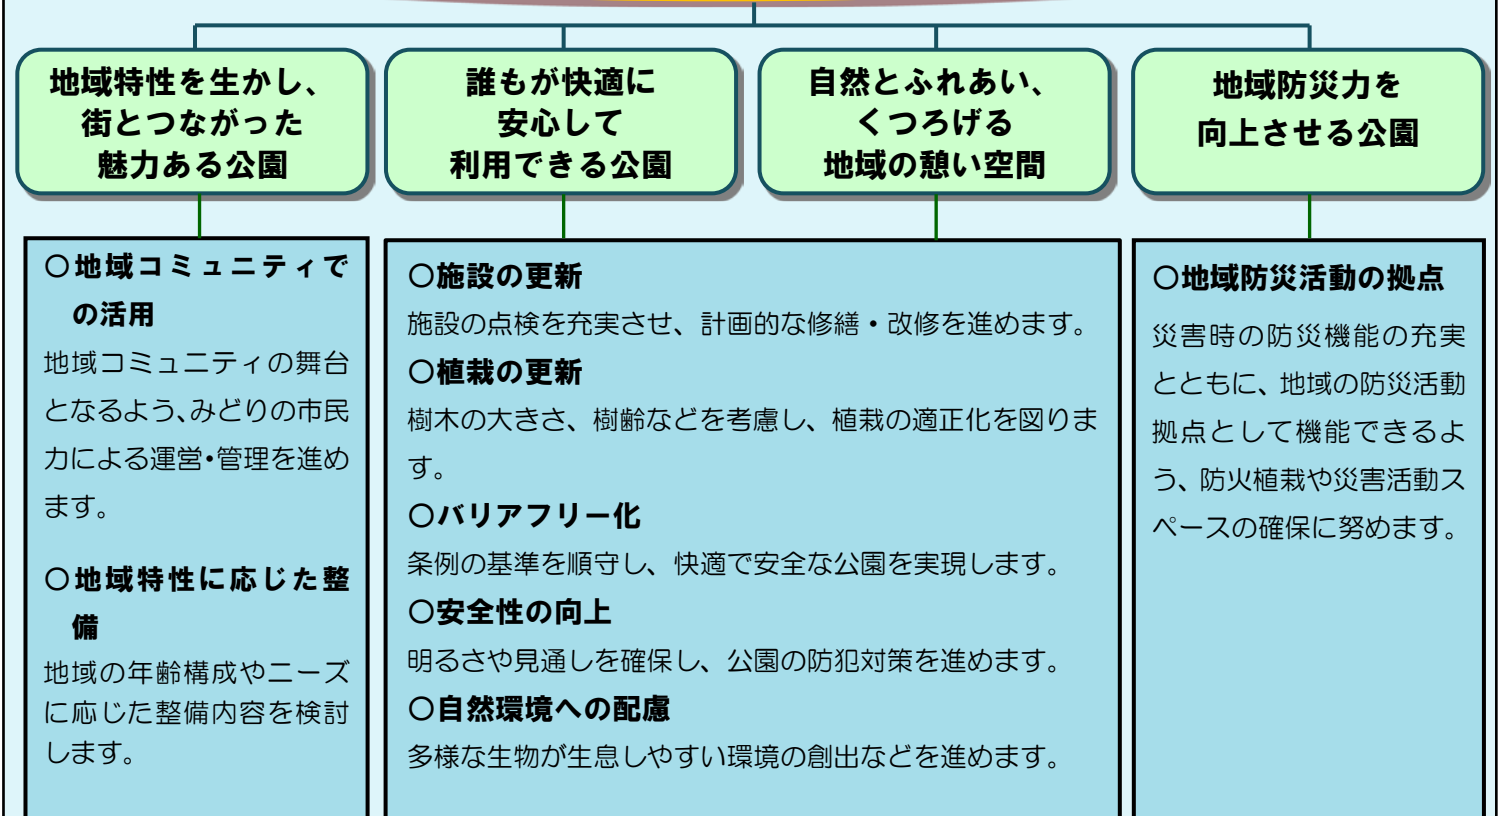 地域特性を生かし、
街とつながった
魅力ある公園
誰もが快適に
安心して
利用できる公園
自然とふれあい、
くつろげる
地域の憩い空間
地域防災力を
向上させる公園
○地域コミュニティで
の活用
地域コミュニティの舞台
となるよう、みどりの市民
力による運営・管理を進め
ます。
○地域特性に応じた整
備
地域の年齢構成やニーズ
に応じた整備内容を検討
します。
○施設の更新
施設の点検を充実させ、計画的な修繕・改修を進めます。
○植栽の更新
樹木の大きさ、樹齢などを考慮し、植栽の適正化を図りま
す。
○バリアフリー化
条例の基準を順守し、快適で安全な公園を実現します。
○安全性の向上
明るさや見通しを確保し、公園の防犯対策を進めます。
○自然環境への配慮
多様な生物が生息しやすい環境の創出などを進めます。
○地域防災活動の拠点
災害時の防災機能の充実
とともに、地域の防災活動
拠点として機能できるよ
う、防火植栽や災害活動ス
ペースの確保に努めます。